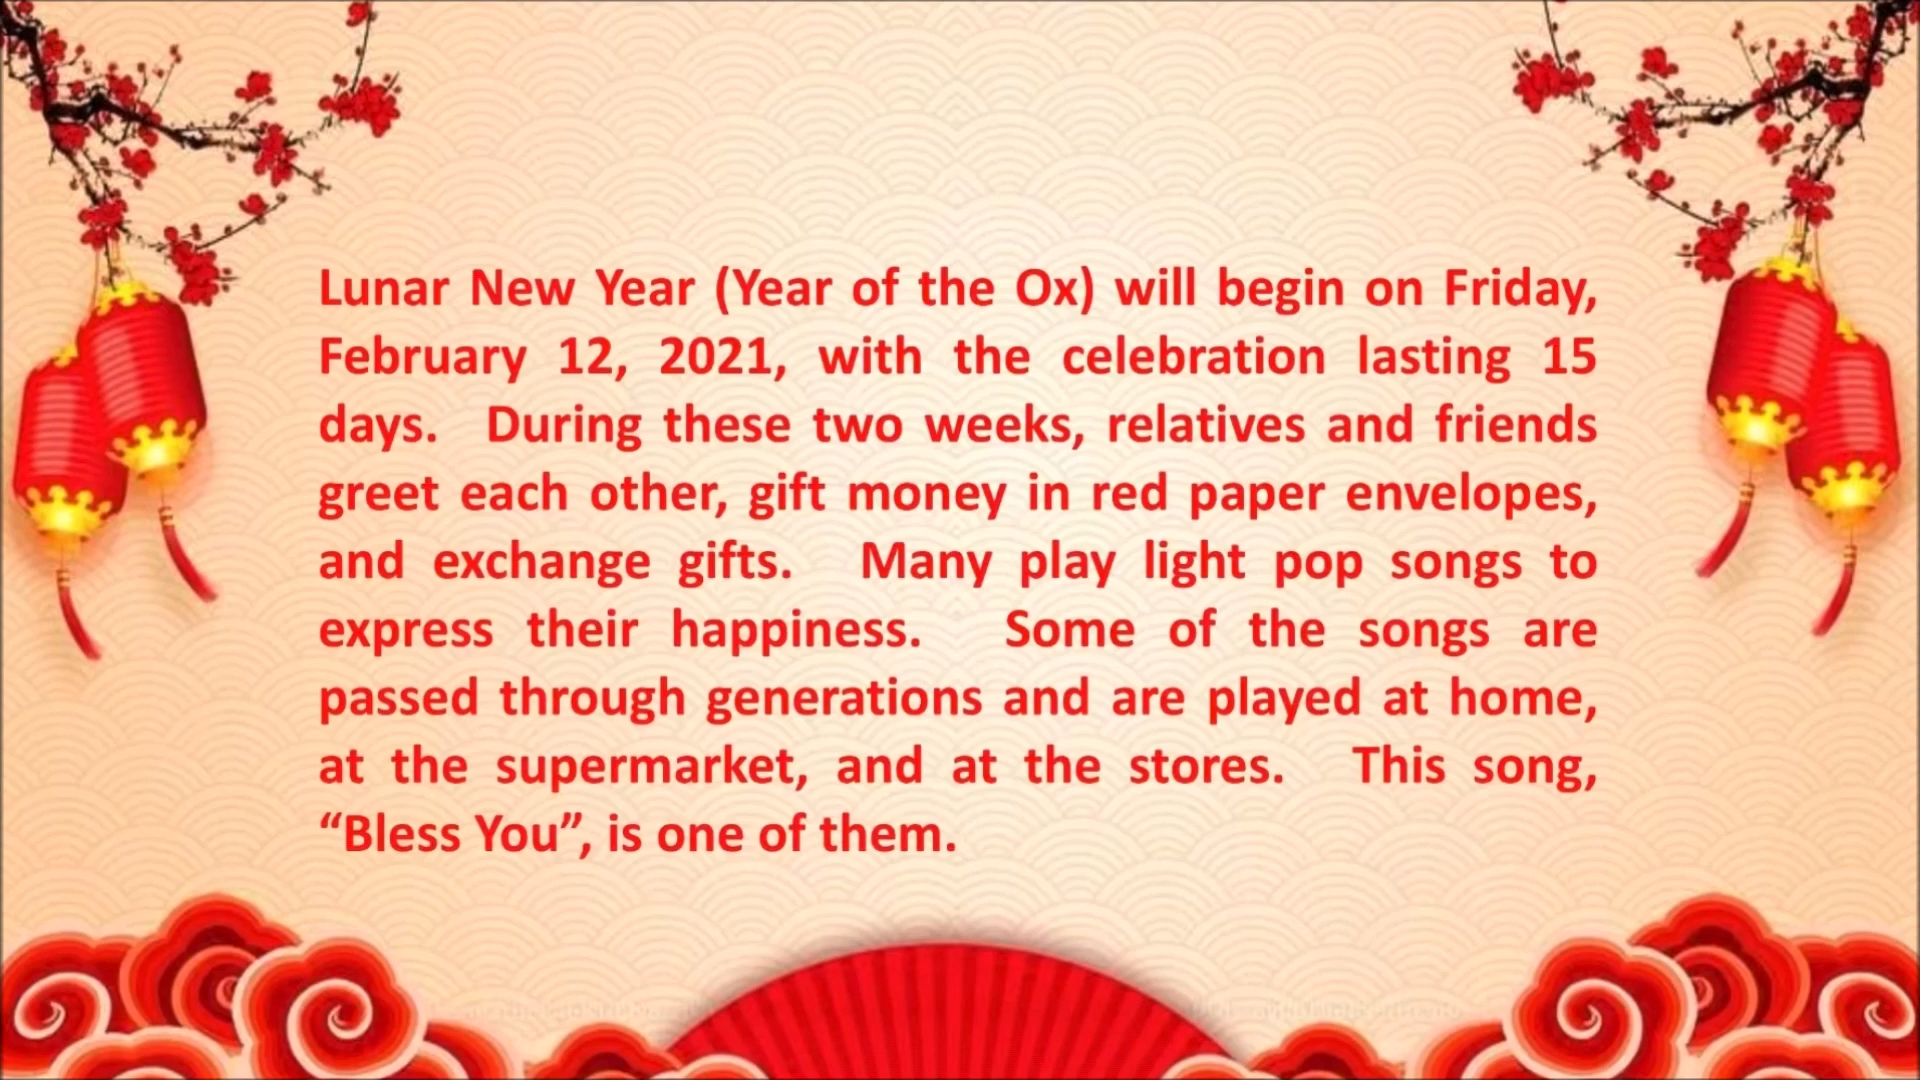 Lunar New Year (Year of the Ox) will begin on Friday,
February 12, 2021, with the celebration lasting 15
days.  During these two weeks, relatives and friends
greet each other, gift money in red paper envelopes,
and exchange gifts.  Many play light pop songs to
express their happiness.  Some of the songs are
passed through generations and are played at home,
at the supermarket, and at the stores.  This song,
“Bless You”, is one of them.